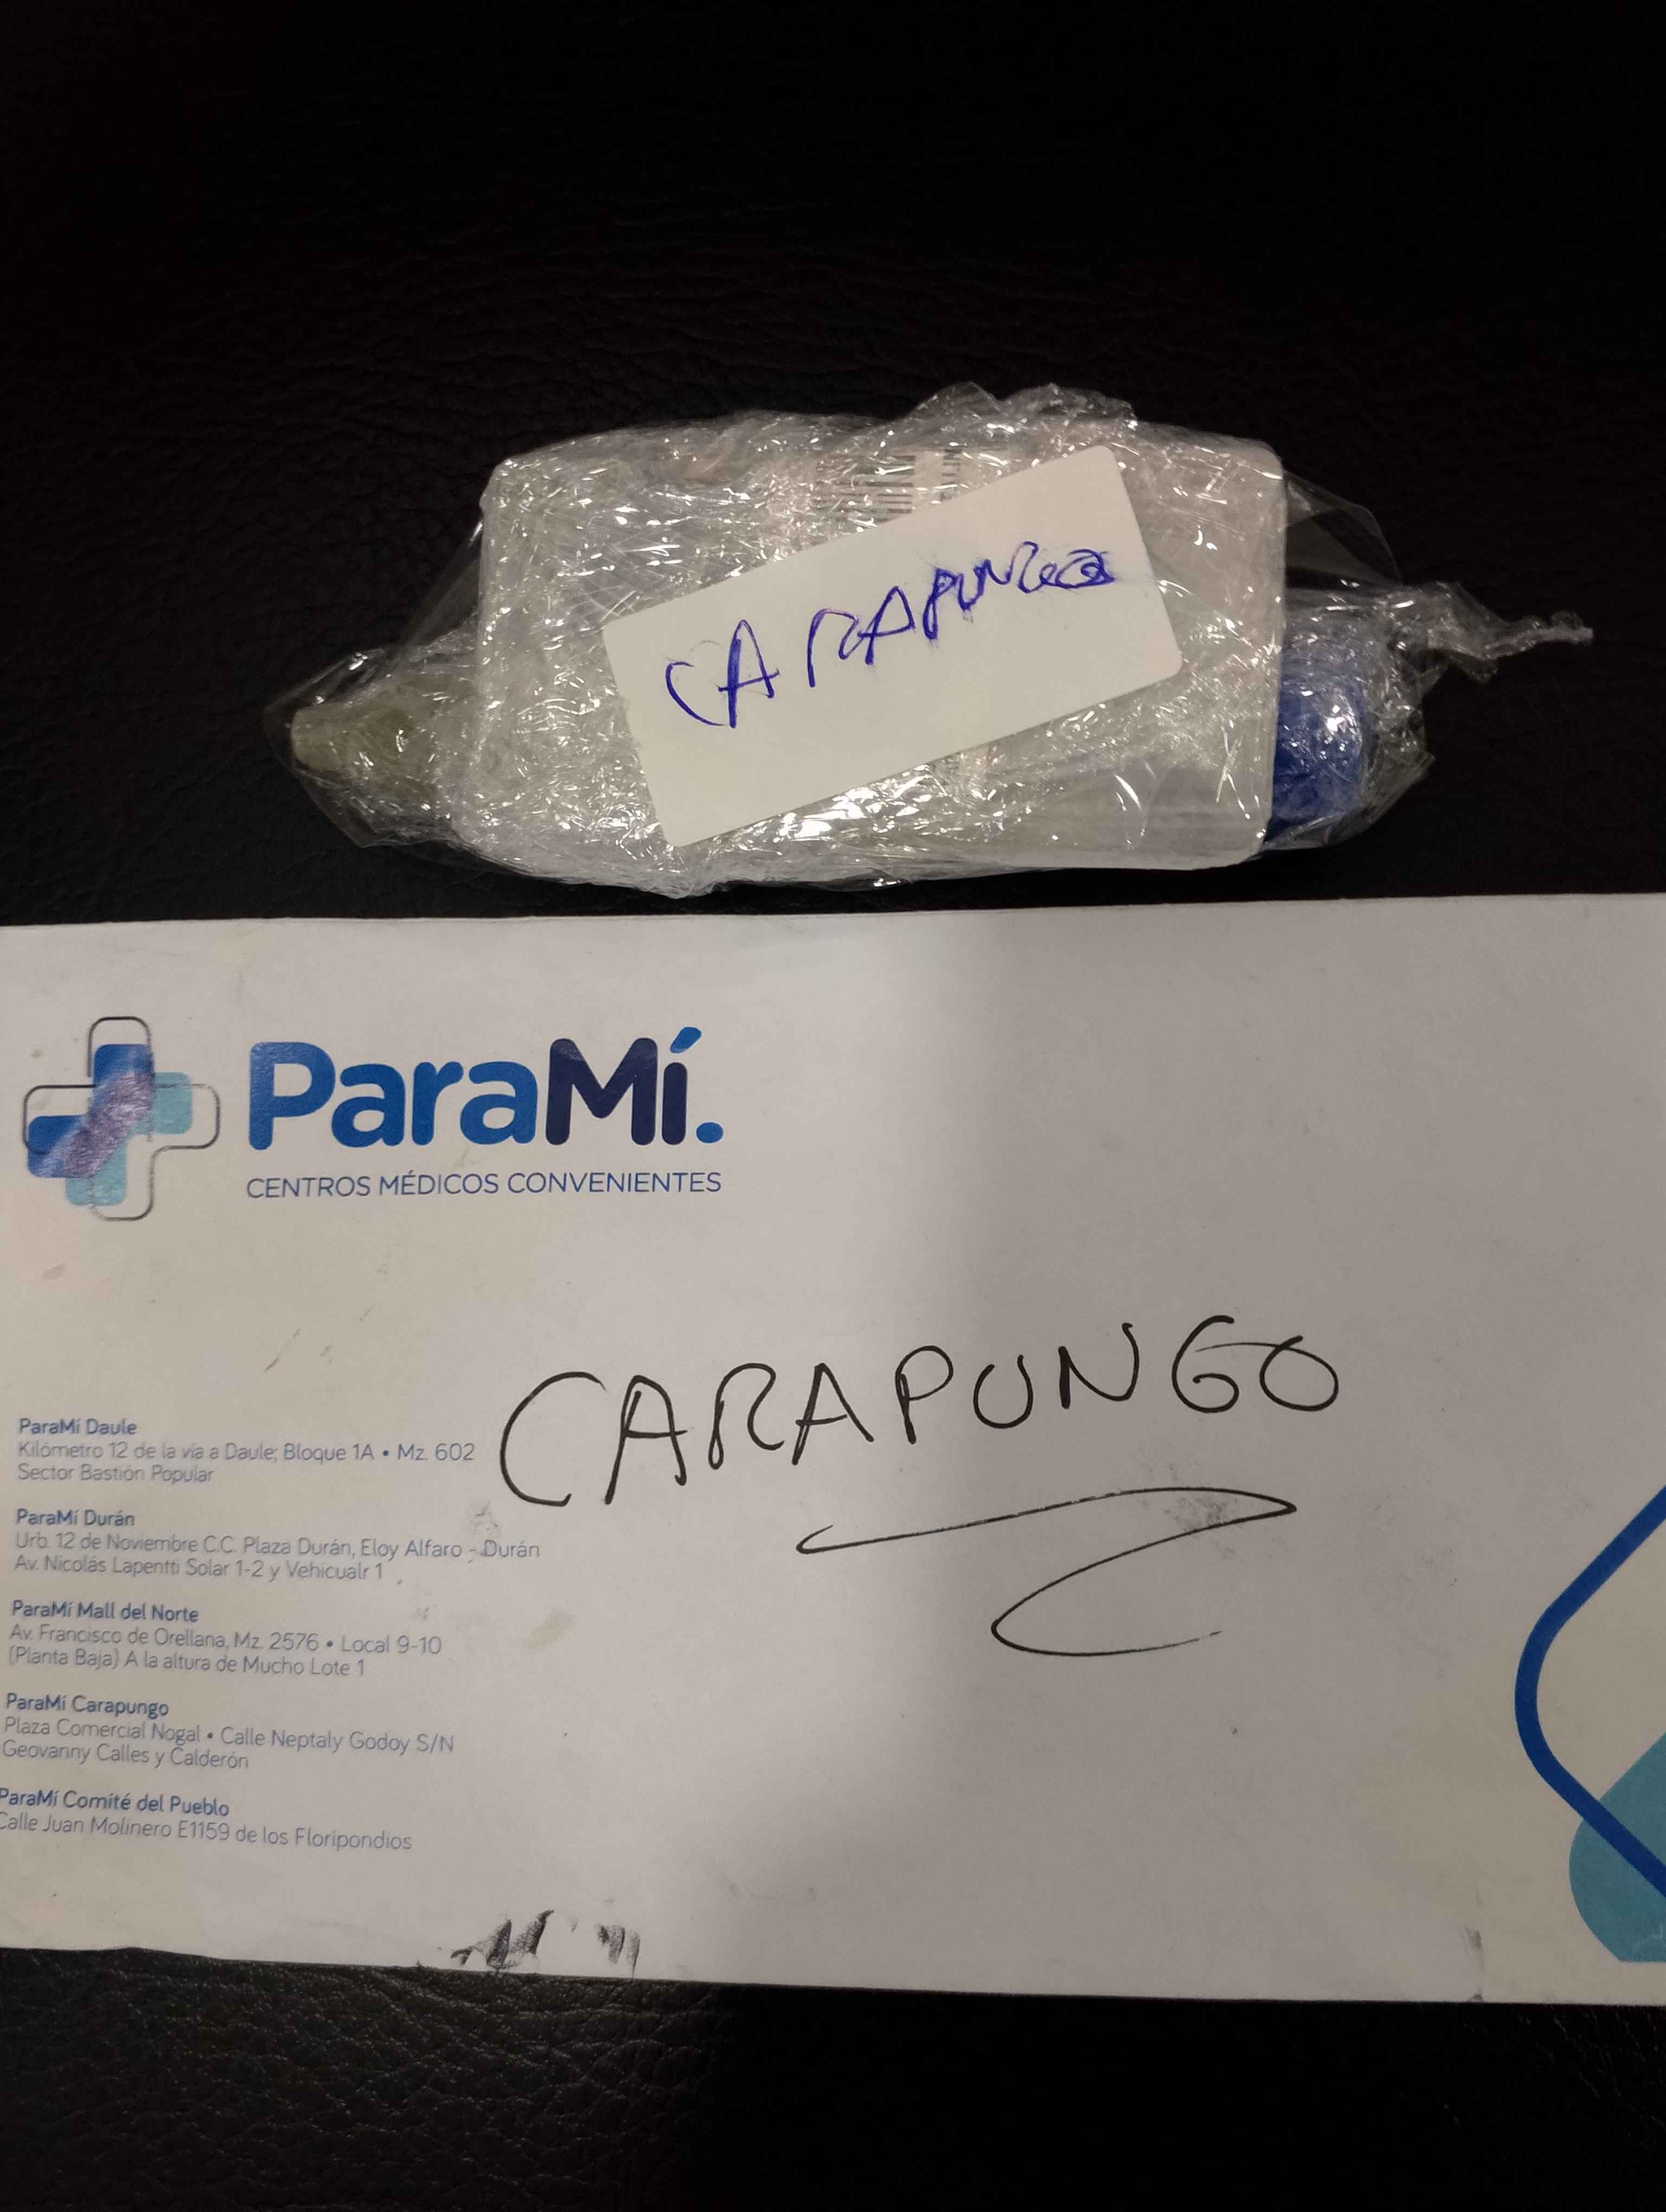 CARAPUNGO
ParaMí.
CENTROS MÉDICOS CONVENIENTES
CARAPUNGO
ParaMí Daule
Kilómetro 12 de la vía a Daule; Bloque 1A • Mz. 602
Sector Bastión Popular
ParaMí Durán
Urb. 12 de Noviembre C.C. Plaza Durán, Eloy Alfaro - Durán
Av. Nicolás Lapentti Solar 1-2 y Vehicualr 1
ParaMí Mall del Norte
Av. Francisco de Orellana, Mz. 2576 • Local 9-10
(Planta Baja) A la altura de Mucho Lote 1
ParaMí Carapungo
Plaza Comercial Nogal • Calle Neptaly Godoy S/N
Geovanny Calles y Calderón
ParaMí Comité del Pueblo
Calle Juan Molinero E1159 de los Floripondios